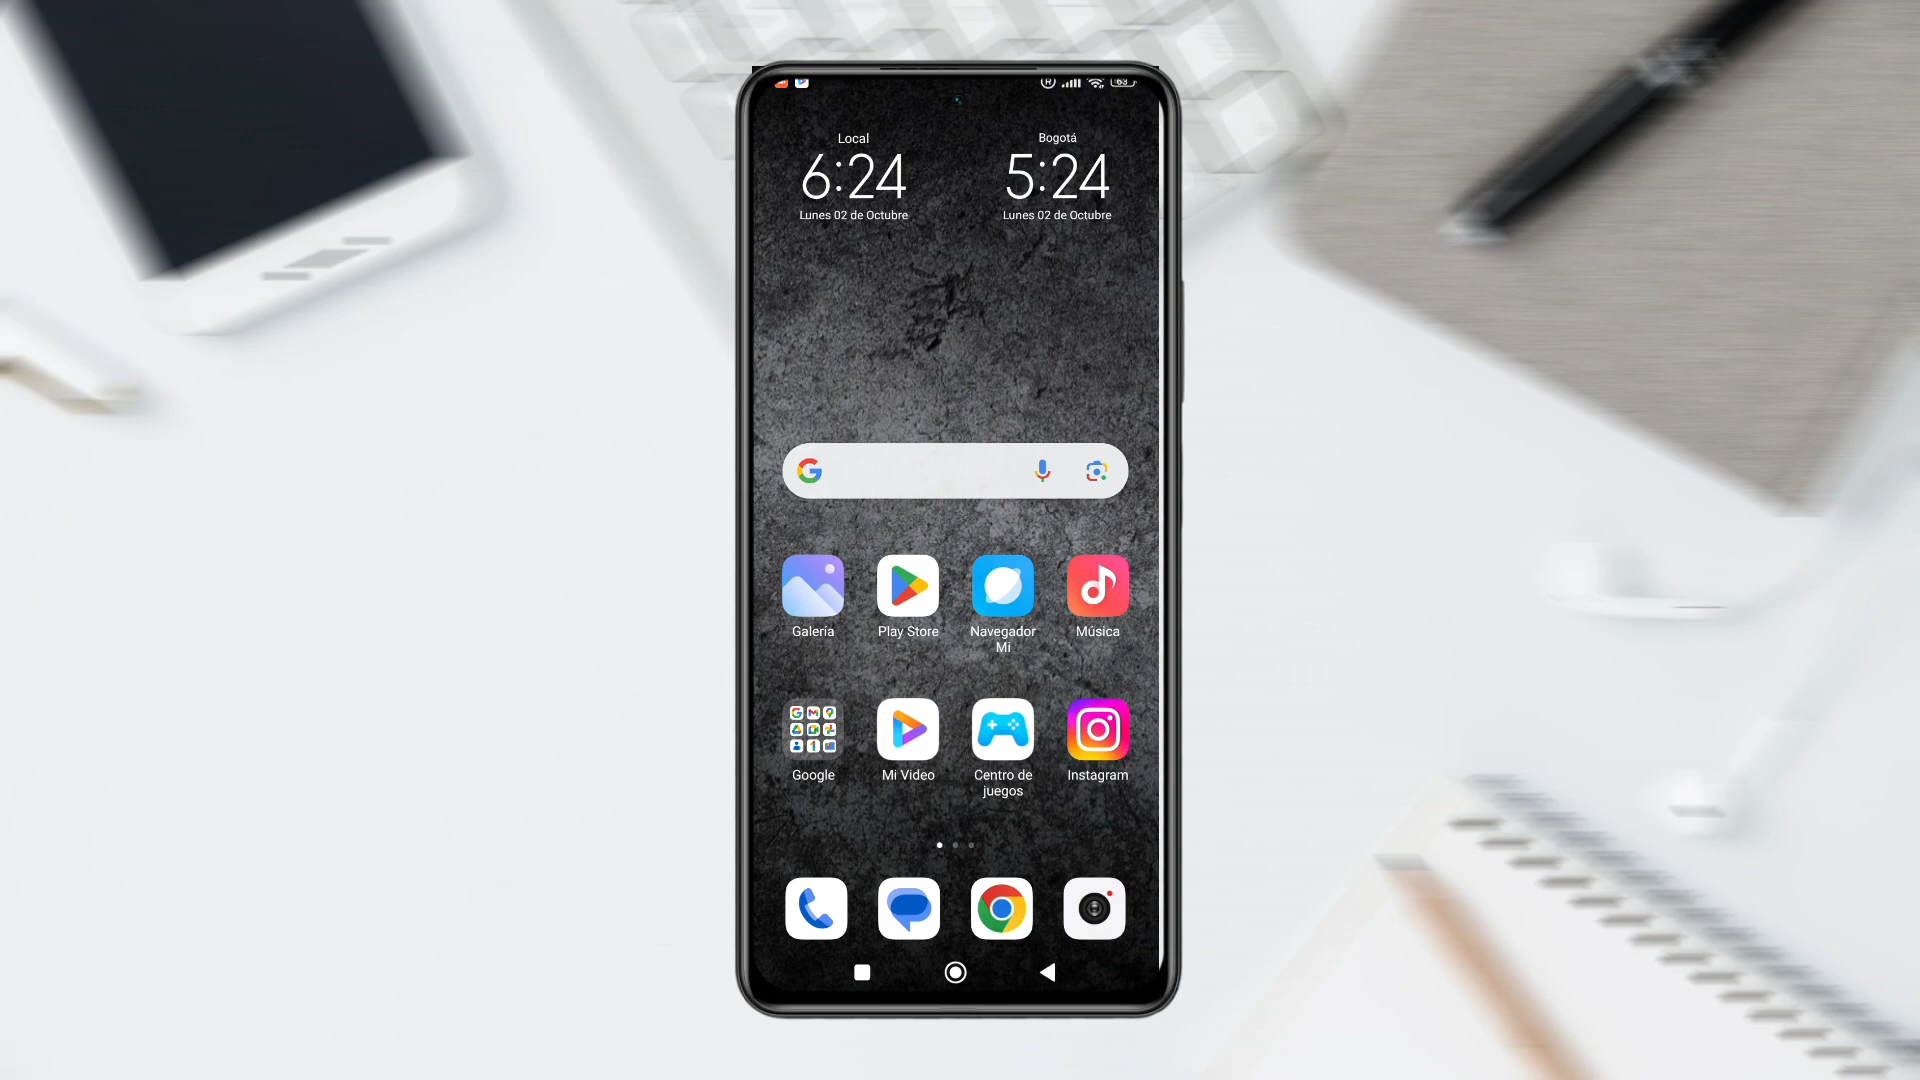 63
Local
Bogotá
6:24
5:24
Lunes 02 de Octubre
Lunes 02 de Octubre
Galería
Play Store
Navegador
Mi
Música
Google
Mi Video
Centro de
juegos
Instagram